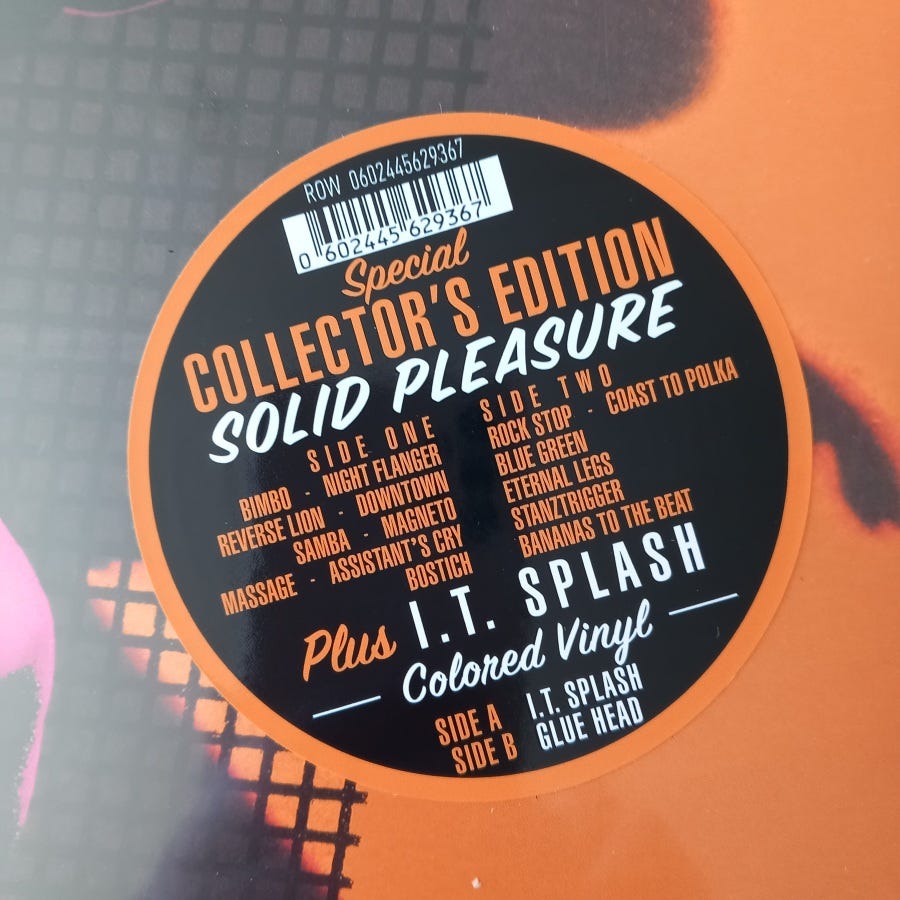 ROW 0602445629367
0 602445 629367
Special
COLLECTOR'S EDITION
SOLID PLEASURE
SIDE ONE
BIMBO - NIGHT FLANGER
REVERSE LION - DOWNTOWN
SAMBA - MAGNETO
MASSAGE - ASSISTANT'S CRY
BOSTICH
SIDE TWO
ROCK STOP - COAST TO POLKA
BLUE GREEN
ETERNAL LEGS
STANZTRIGGER
BANANAS TO THE BEAT
Plus I.T. SPLASH
Colored Vinyl
SIDE A I.T. SPLASH
SIDE B GLUE HEAD